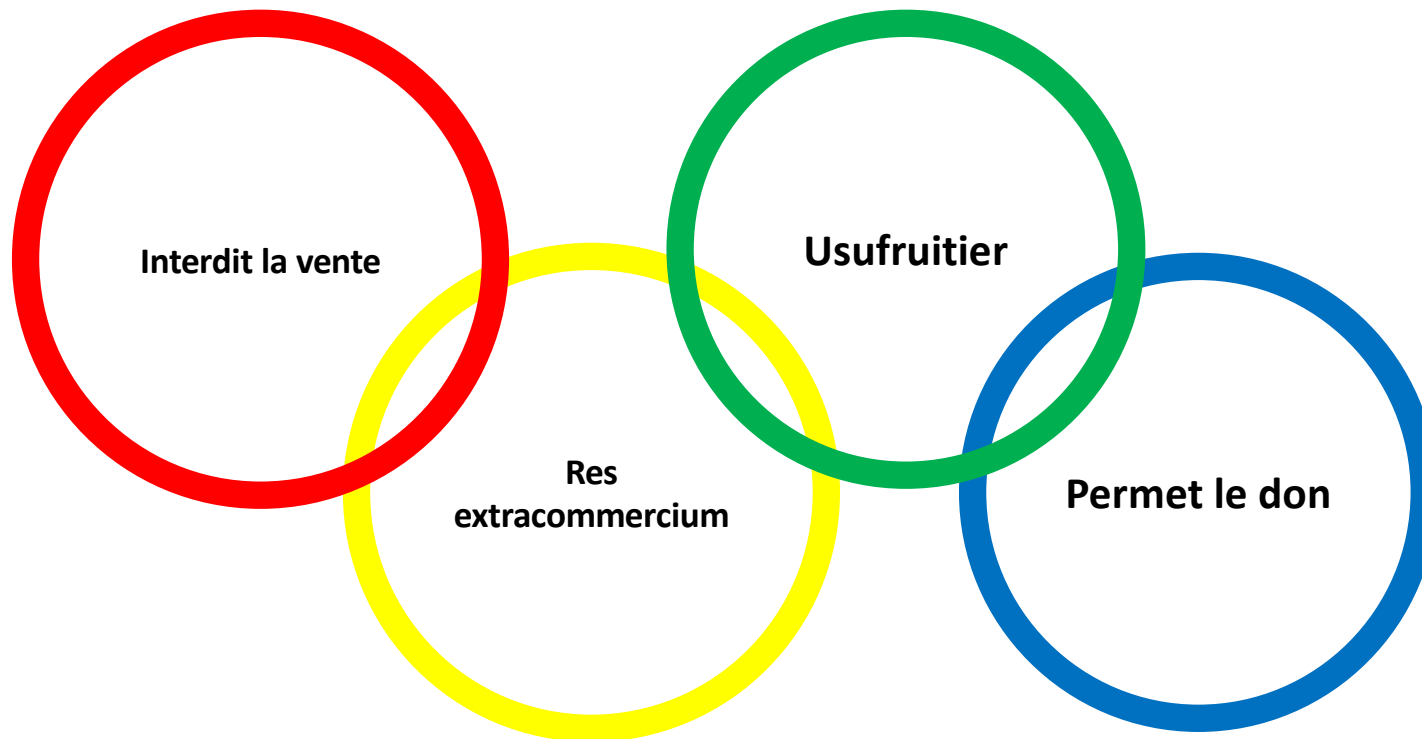 Interdit la vente
Usufruitier
Res
extracommercium
Permet le don